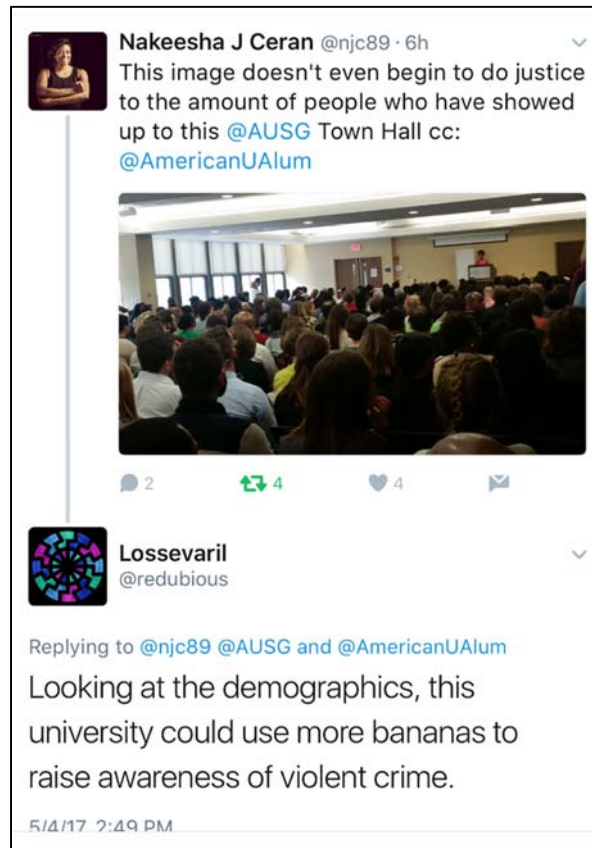 Nakeesha J Ceran @njc89 · 6h
This image doesn't even begin to do justice
to the amount of people who have showed
up to this @AUSG Town Hall cc:
@AmericanUAlum
2 4 4
Lossevaril
@redubious
Replying to @njc89 @AUSG and @AmericanUAlum
Looking at the demographics, this
university could use more bananas to
raise awareness of violent crime.
5/4/17, 2:49 PM